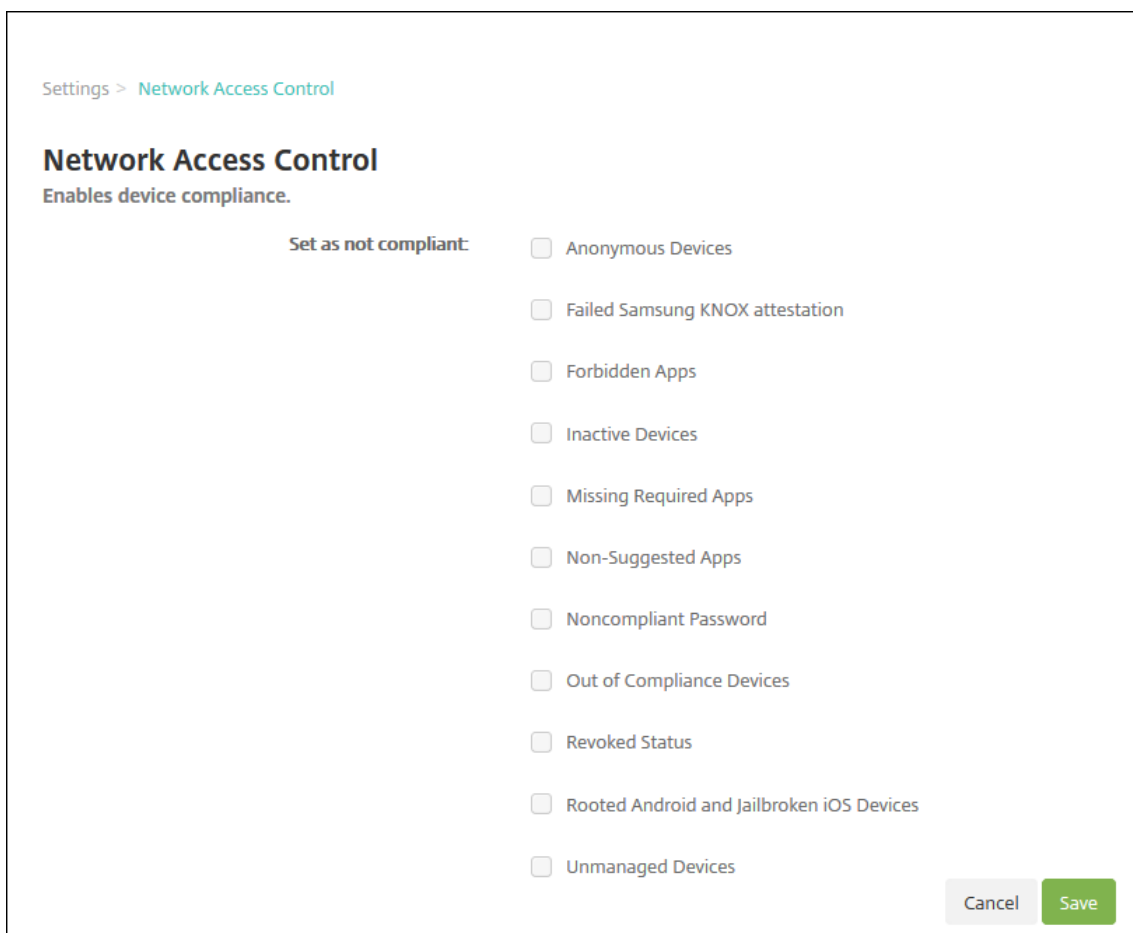 Settings > Network Access Control
Network Access Control
Enables device compliance.
Set as not compliant:
Anonymous Devices
Failed Samsung KNOX attestation
Forbidden Apps
Inactive Devices
Missing Required Apps
Non-Suggested Apps
Noncompliant Password
Out of Compliance Devices
Revoked Status
Rooted Android and Jailbroken iOS Devices
Unmanaged Devices
Cancel Save